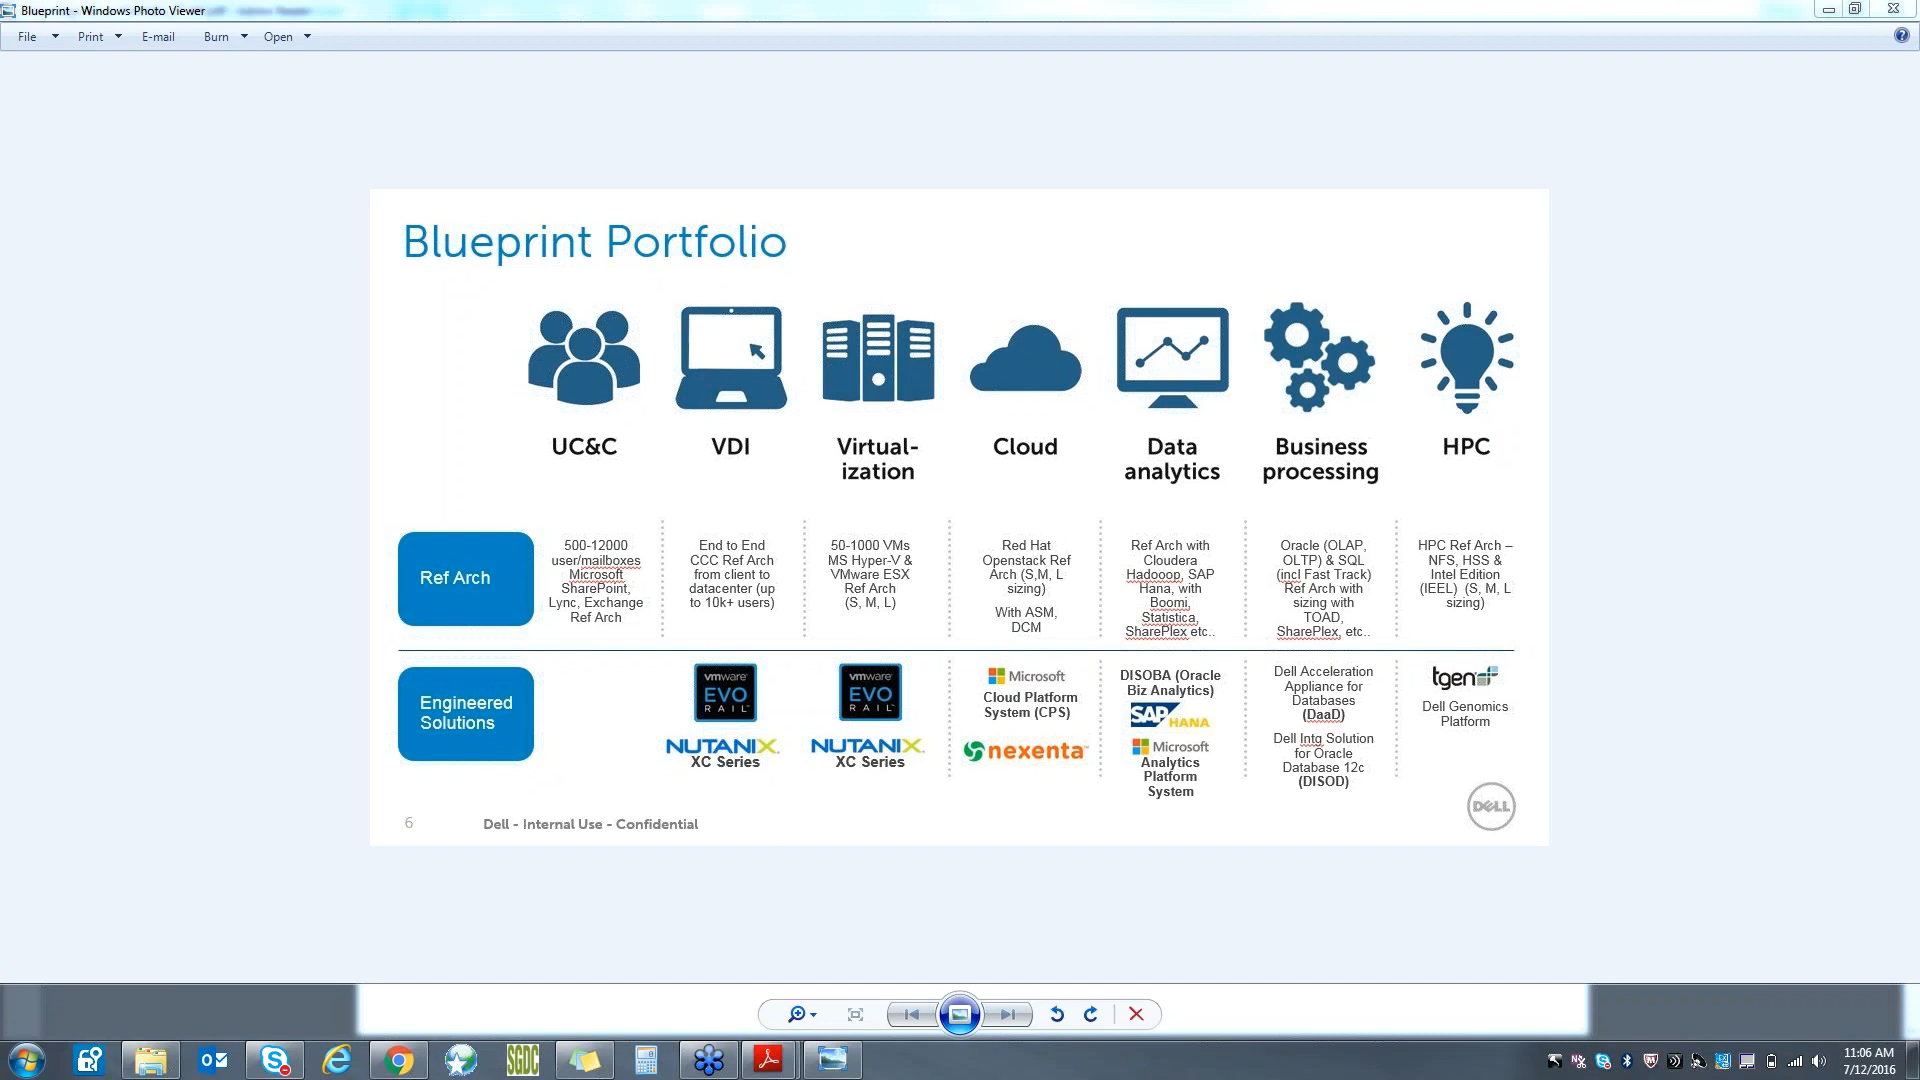 Blueprint - Windows Photo Viewer
File Print E-mail Burn Open
Blueprint Portfolio
UC&C
VDI
Virtual-
ization
Cloud
Data
analytics
Business
processing
HPC
Ref Arch
500-12000
user/mailboxes
Microsoft
SharePoint,
Lync, Exchange
Ref Arch
End to End
CCC Ref Arch
from client to
datacenter (up
to 10k+ users)
50-1000 VMs
MS Hyper-V &
VMware ESX
Ref Arch
(S, M, L)
Red Hat
Openstack Ref
Arch (S,M, L
sizing)
With ASM,
DCM
Ref Arch with
Cloudera
Hadooop, SAP
Hana, with
Boomi,
Statistica,
SharePlex etc..
Oracle (OLAP,
OLTP) & SQL
(incl Fast Track)
Ref Arch with
sizing with
TOAD,
SharePlex, etc..
HPC Ref Arch –
NFS, HSS &
Intel Edition
(IEEL) (S, M, L
sizing)
Engineered
Solutions
vmware
EVO
RAIL
NUTANIX
XC Series
vmware
EVO
RAIL
NUTANIX
XC Series
Microsoft
Cloud Platform
System (CPS)
nexenta
DISOBA (Oracle
Biz Analytics)
SAP HANA
Microsoft
Analytics
Platform
System
Dell Acceleration
Appliance for
Databases
(DaaD)
Dell Intg Solution
for Oracle
Database 12c
(DISOD)
tgen
Dell Genomics
Platform
6
Dell - Internal Use - Confidential
DELL
SGDC
11:06 AM
7/12/2016